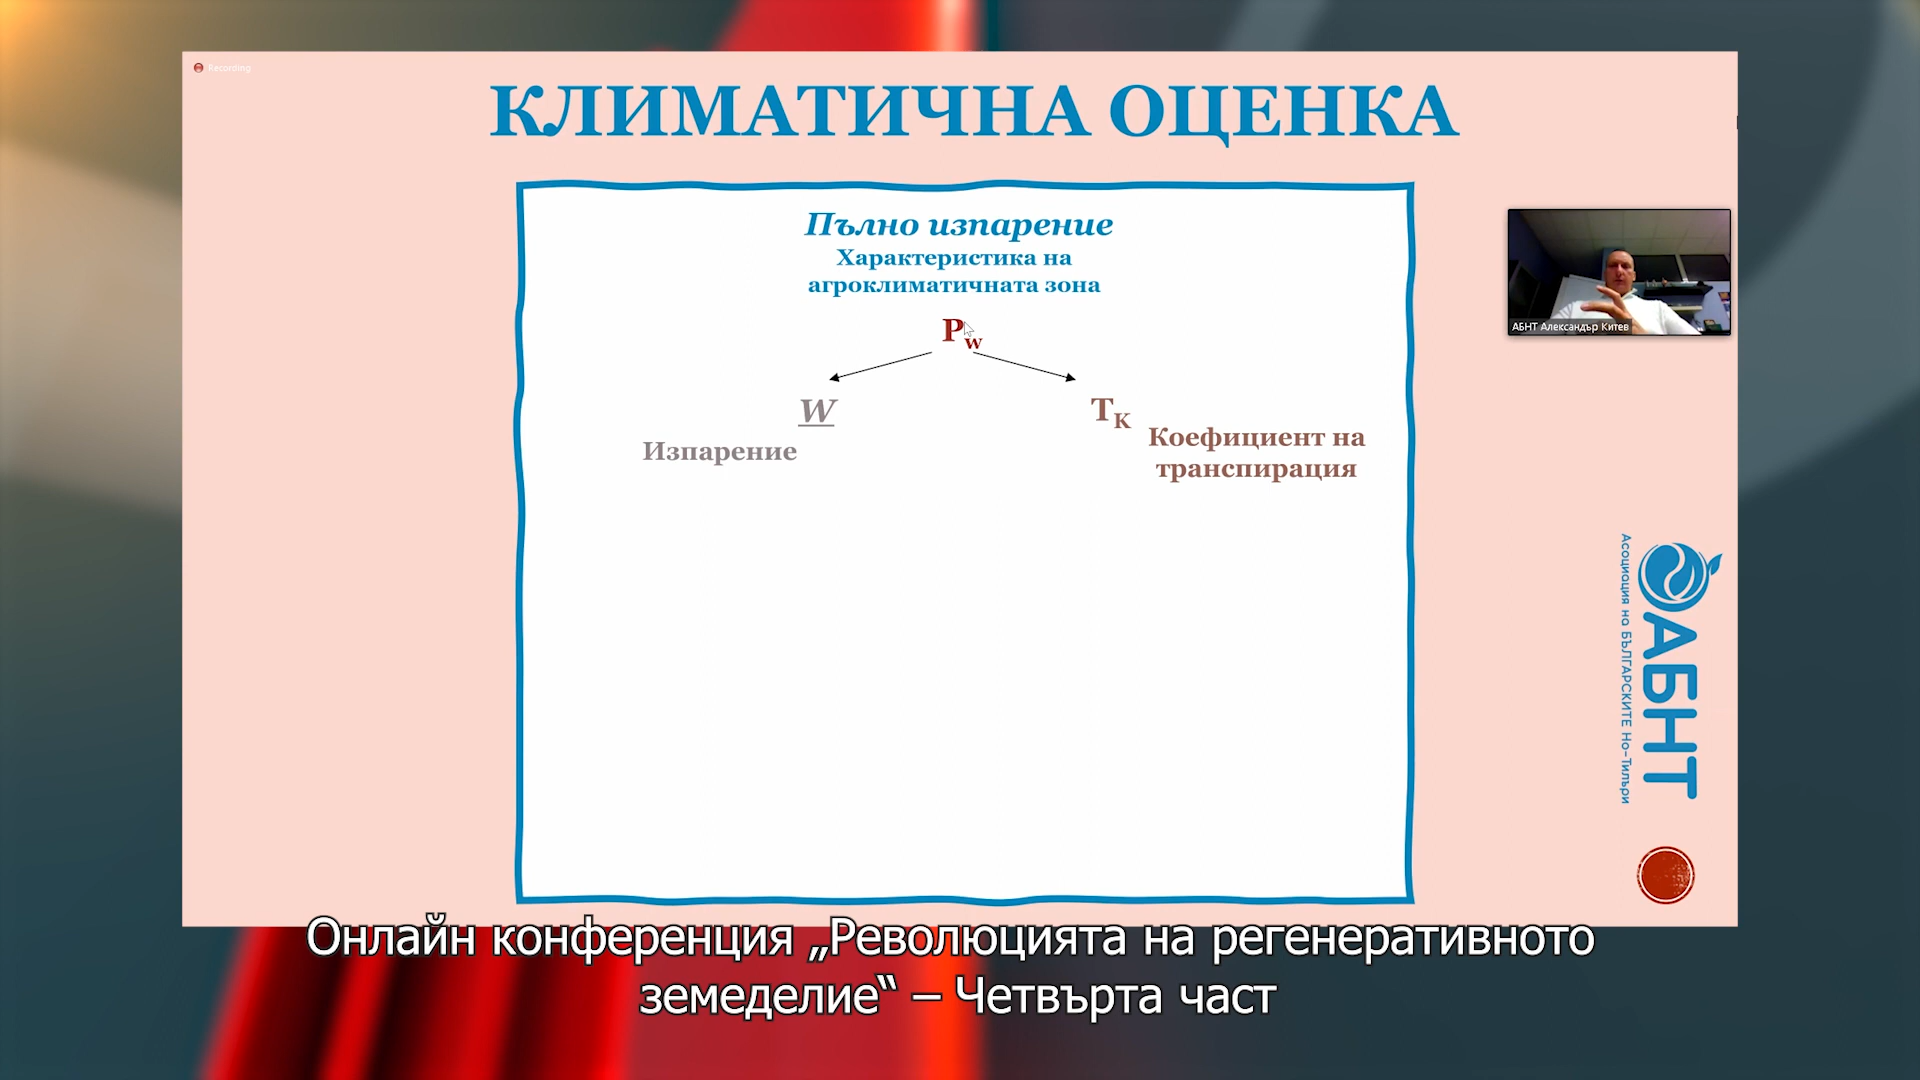 Recording
КЛИМАТИЧНА ОЦЕНКА
Пълно изпарение
Характеристика на
агроклиматичната зона
Pw
W
Изпарение
TK
Коефициент на
транспирация
АБНТ Александър Китев
АБНТ
Асоциация на БЪЛГАРСКИТЕ Но-Тилъри
Онлайн конференция „Революцията на регенеративното
земеделие“ – Четвърта част